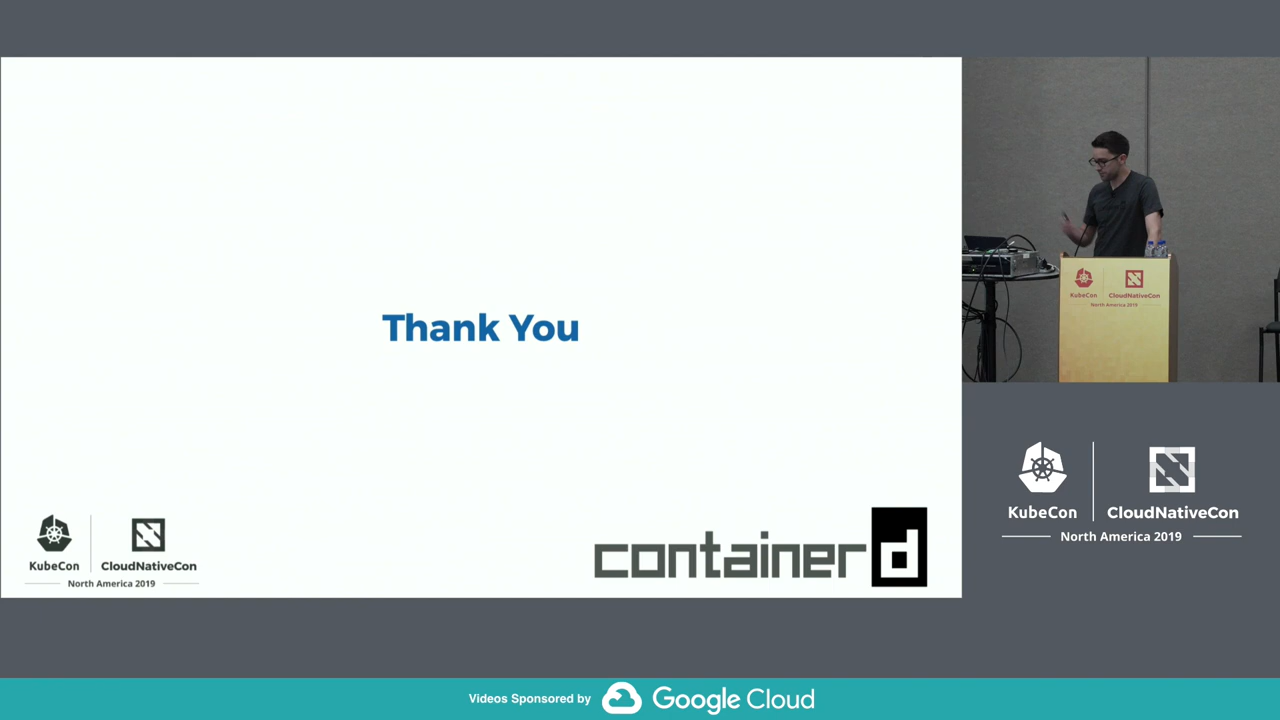 Thank You
KubeCon
CloudNativeCon
North America 2019
containerd
KubeCon
CloudNativeCon
North America 2019
KubeCon
CloudNativeCon
North America 2019
Videos Sponsored by Google Cloud